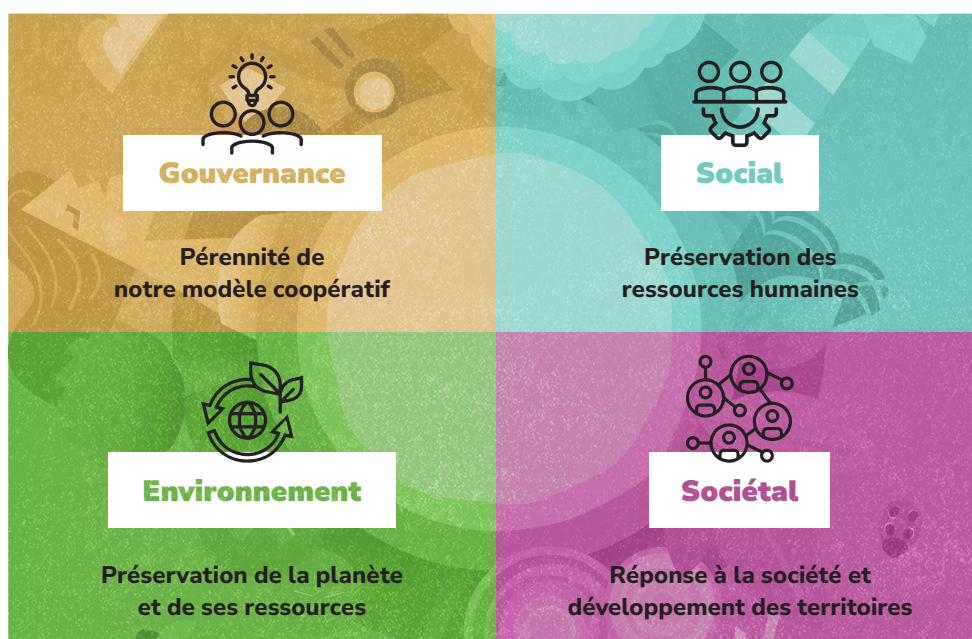 Gouvernance
Pérennité de
notre modèle coopératif
Social
Préservation des
ressources humaines
Environnement
Préservation de la planète
et de ses ressources
Sociétal
Réponse à la société et
développement des territoires